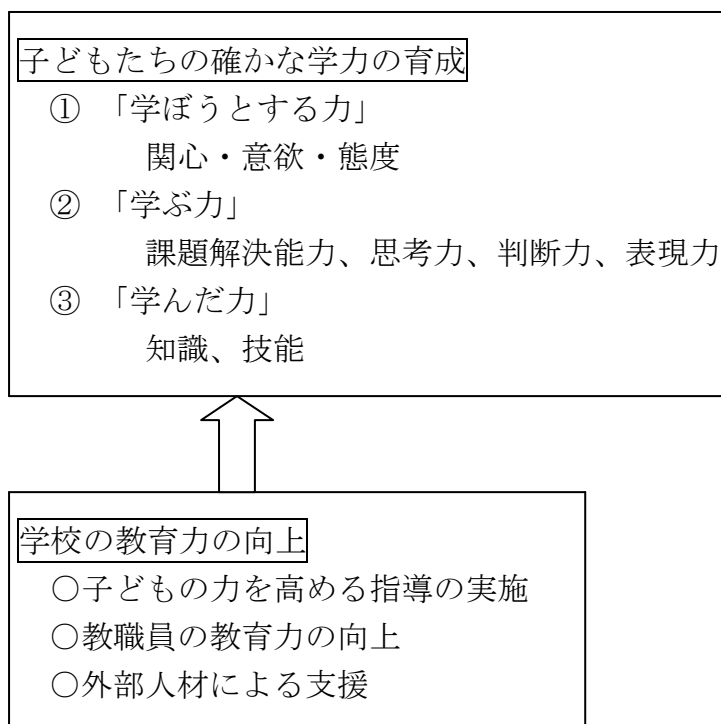 子どもたちの確かな学力の育成
① 「学ぼうとする力」
関心・意欲・態度
② 「学ぶ力」
課題解決能力、思考力、判断力、表現力
③ 「学んだ力」
知識、技能
学校の教育力の向上
○子どもの力を高める指導の実施
○教職員の教育力の向上
○外部人材による支援